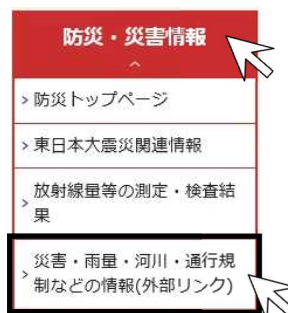 防災・災害情報
> 防災トップページ
> 東日本大震災関連情報
> 放射線量等の測定・検査結
果
> 災害・雨量・河川・通行規
制などの情報(外部リンク)